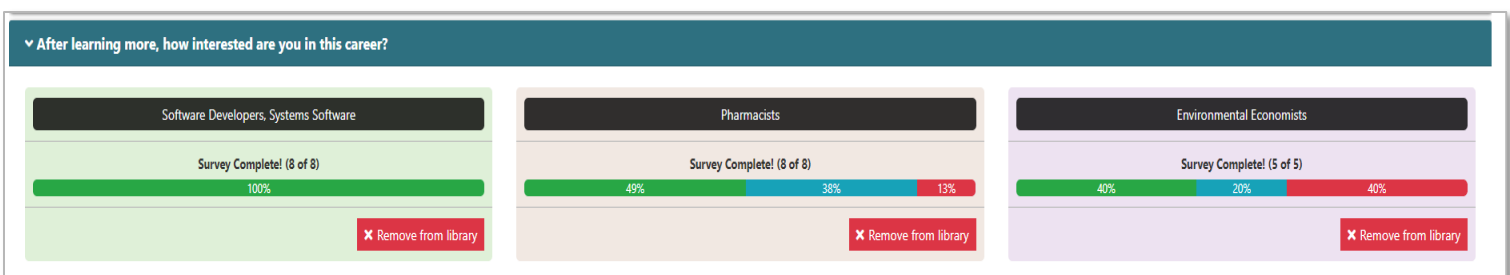 After learning more, how interested are you in this career?
Software Developers, Systems Software
Survey Complete! (8 of 8)
100%
Remove from library
Pharmacists
Survey Complete! (8 of 8)
49% 38% 13%
Remove from library
Environmental Economists
Survey Complete! (5 of 5)
40% 20% 40%
Remove from library